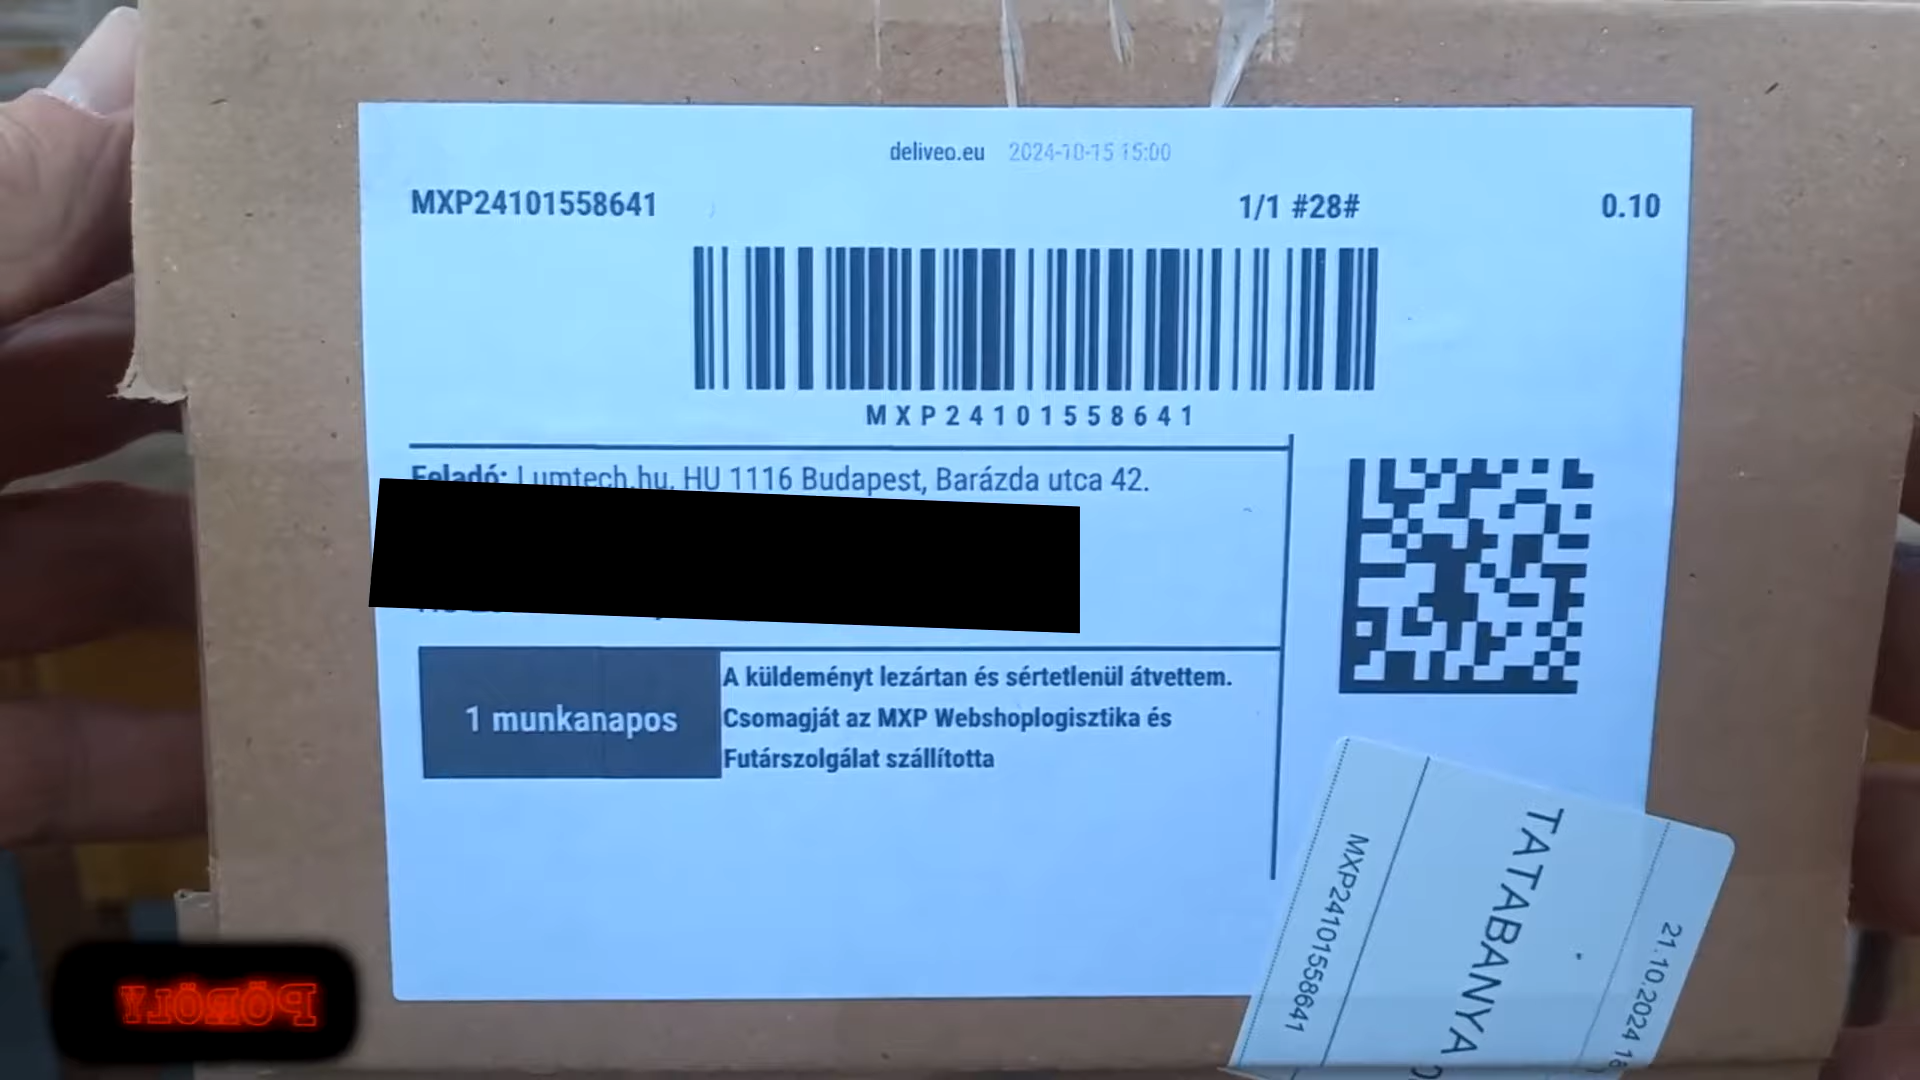 deliveo.eu 2024-10-15 15:00
MXP24101558641 1/1 #28# 0.10
MXP24101558641
Feladó: Lumtech.hu, HU 1116 Budapest, Barázda utca 42.
1 munkanapos
A küldeményt lezártan és sértetlenül átvettem.
Csomagját az MXP Webshoplogisztika és
Futárszolgálat szállította
21.10.2024
TATABANYA
MXP24101558641
PÖRÖLY